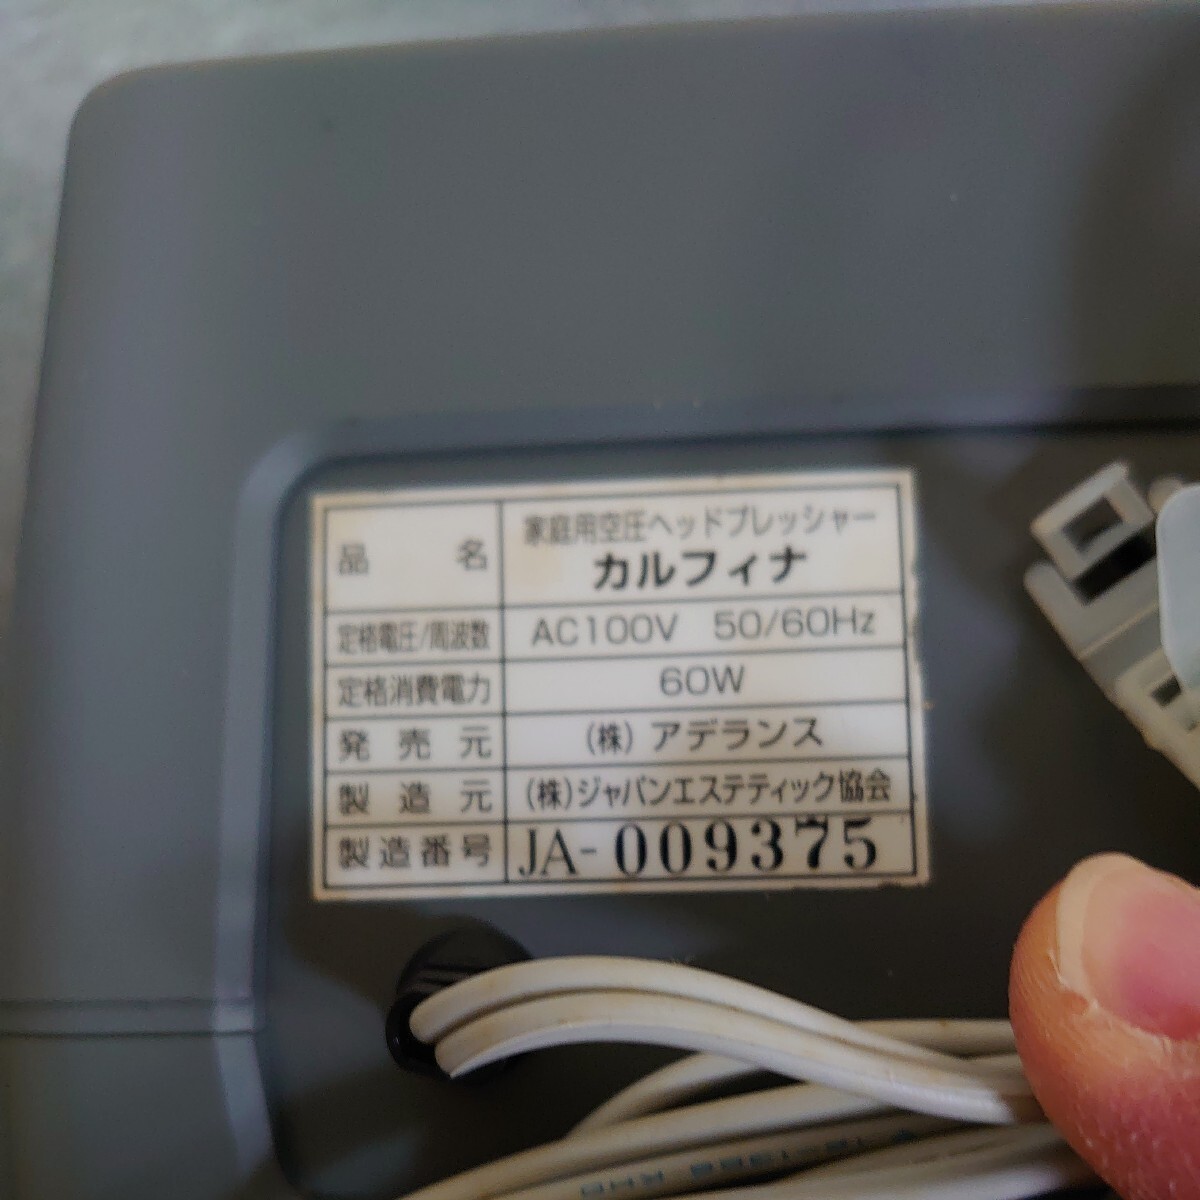 品名 家庭用空圧ヘッドプレッシャー
カルフィナ
定格電圧/周波数 AC100V 50/60Hz
定格消費電力 60W
発売元 (株) アデランス
製造元 (株)ジャパンエステティック協会
製造番号 JA-009375